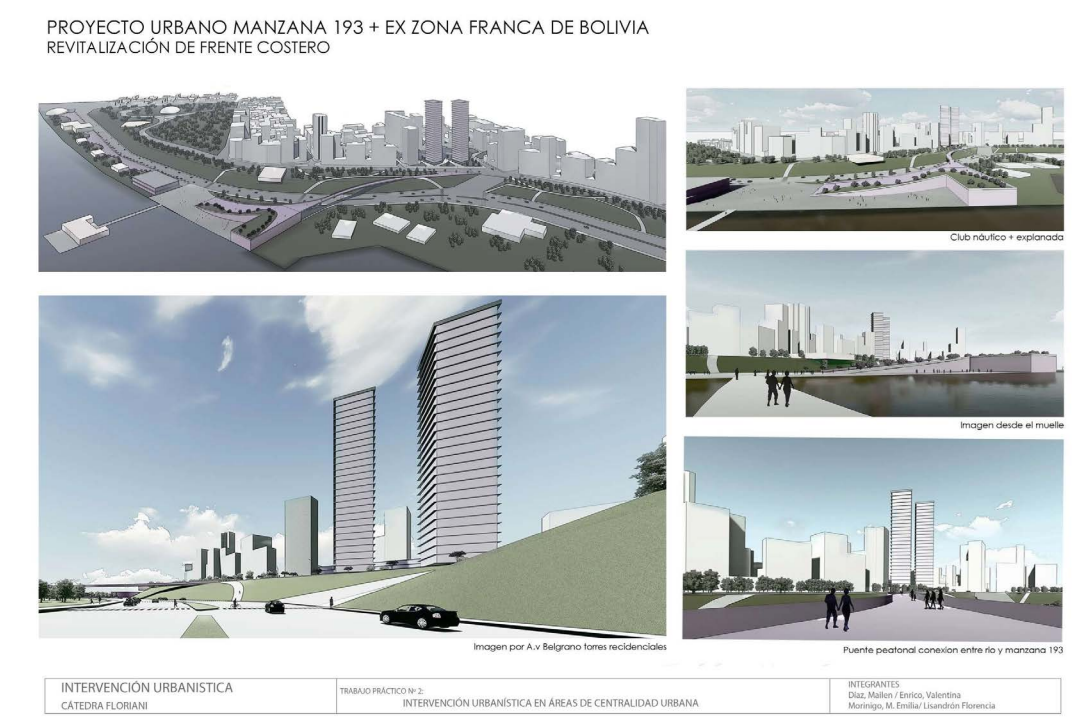 PROYECTO URBANO MANZANA 193 + EX ZONA FRANCA DE BOLIVIA
REVITALIZACIÓN DE FRENTE COSTERO
Club náutico + explanada
Imagen desde el muelle
Imagen por A.v Belgrano torres recidenciales
Puente peatonal conexion entre río y manzana 193
INTERVENCIÓN URBANISTICA
CÁTEDRA FLORIANI
TRABAJO PRÁCTICO Nº 2:
INTERVENCIÓN URBANÍSTICA EN ÁREAS DE CENTRALIDAD URBANA
INTEGRANTES
Díaz, Mailen / Enrico, Valentina
Morinigo, M. Emilia/ Lisandrón Florencia